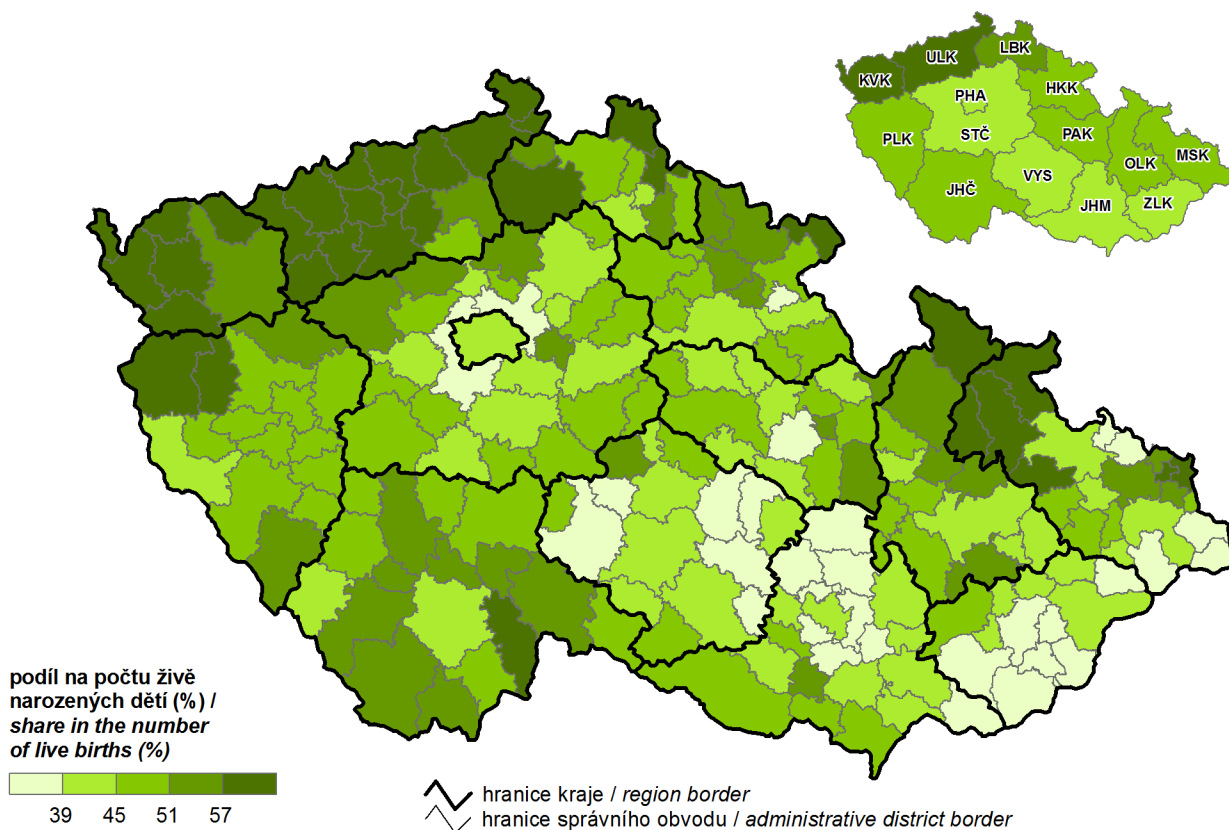 LBK
ULK
KVK
HKK
PHA
STČ
PLK
PAK
MSK
OLK
VYS
JHČ
ZLK
JHM
podíl na počtu živě
narozených dětí (%) /
share in the number
of live births (%)
39 45 51 57
hranice kraje / region border
hranice správního obvodu / administrative district border